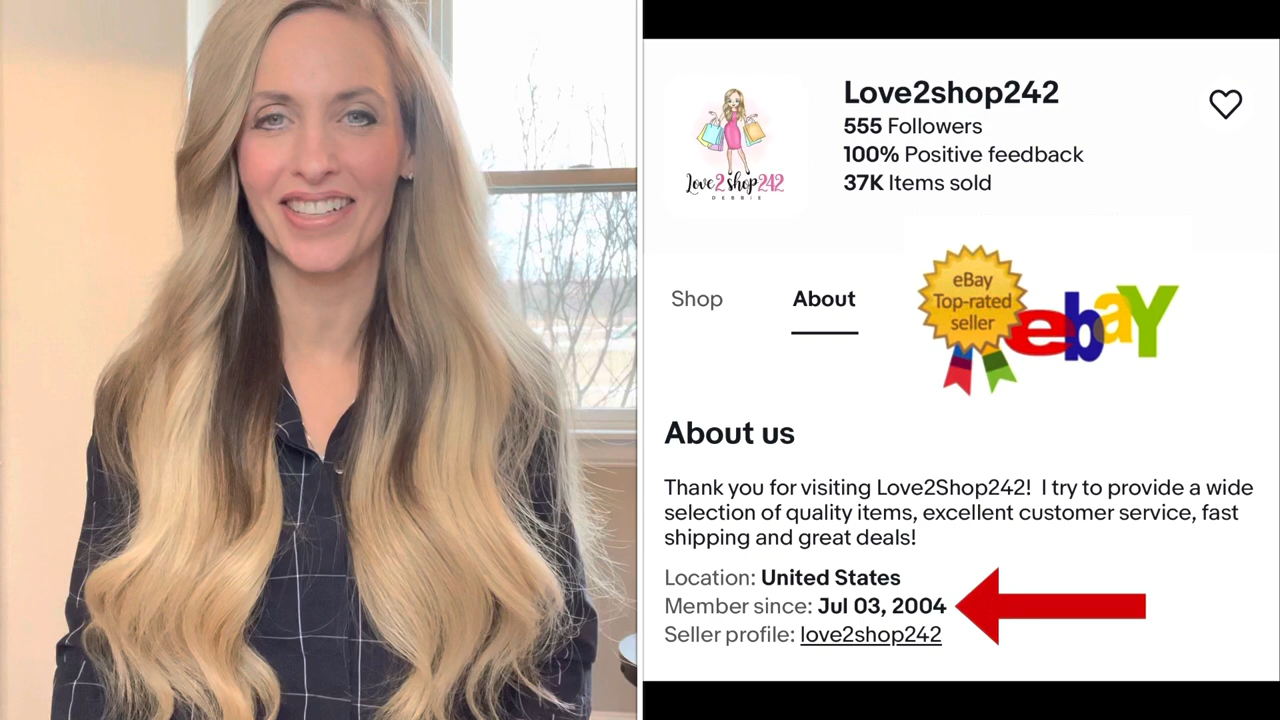 Love2shop242
555 Followers
100% Positive feedback
37K Items sold
Love2shop242
DEBBIE
Shop
About
eBay
Top-rated
seller
ebaY
About us
Thank you for visiting Love2Shop242!  I try to provide a wide
selection of quality items, excellent customer service, fast
shipping and great deals!
Location: United States
Member since: Jul 03, 2004
Seller profile: love2shop242